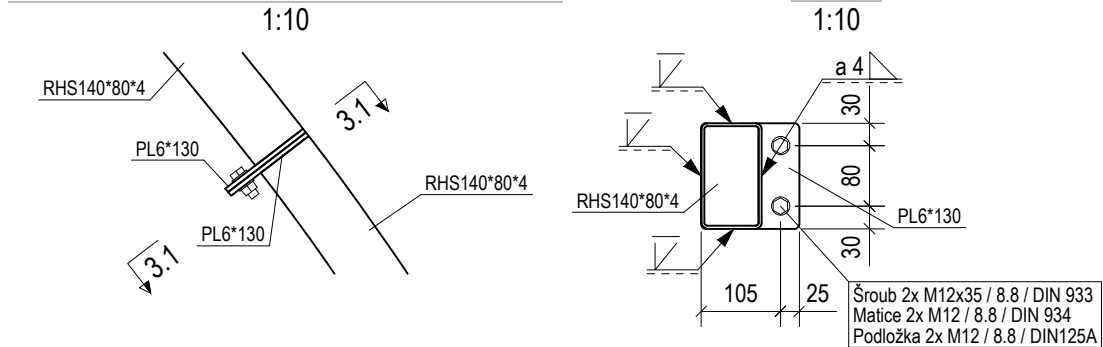 1:10
RHS140*80*4
3.1
PL6*130
RHS140*80*4
PL6*130
3.1
1:10
a 4
30
80
RHS140*80*4
PL6*130
30
105
25
Šroub 2x M12x35 / 8.8 / DIN 933
Matice 2x M12 / 8.8 / DIN 934
Podložka 2x M12 / 8.8 / DIN125A